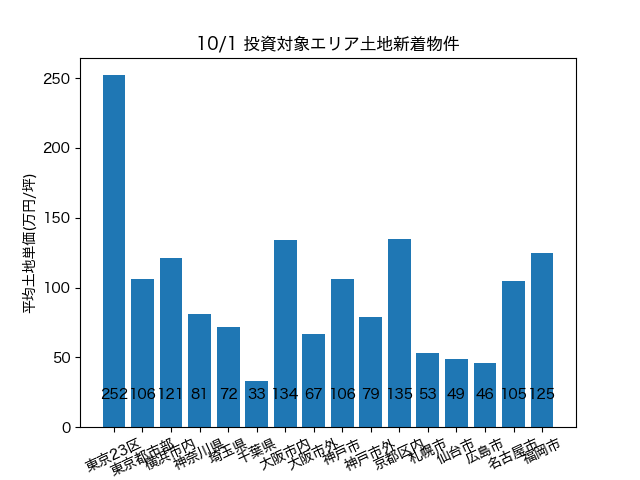 10/1 投資対象エリア土地新着物件
平均土地単価(万円/坪)
250
200
150
100
50
0
252 106 121 81 72 33 134 67 106 79 135 53 49 46 105 125
東京23区 東京都市部 横浜市内 神奈川県 埼玉県 千葉県 大阪市内 大阪市外 神戸市 神戸市外 京都区内 札幌市 仙台市 広島市 名古屋市 福岡市